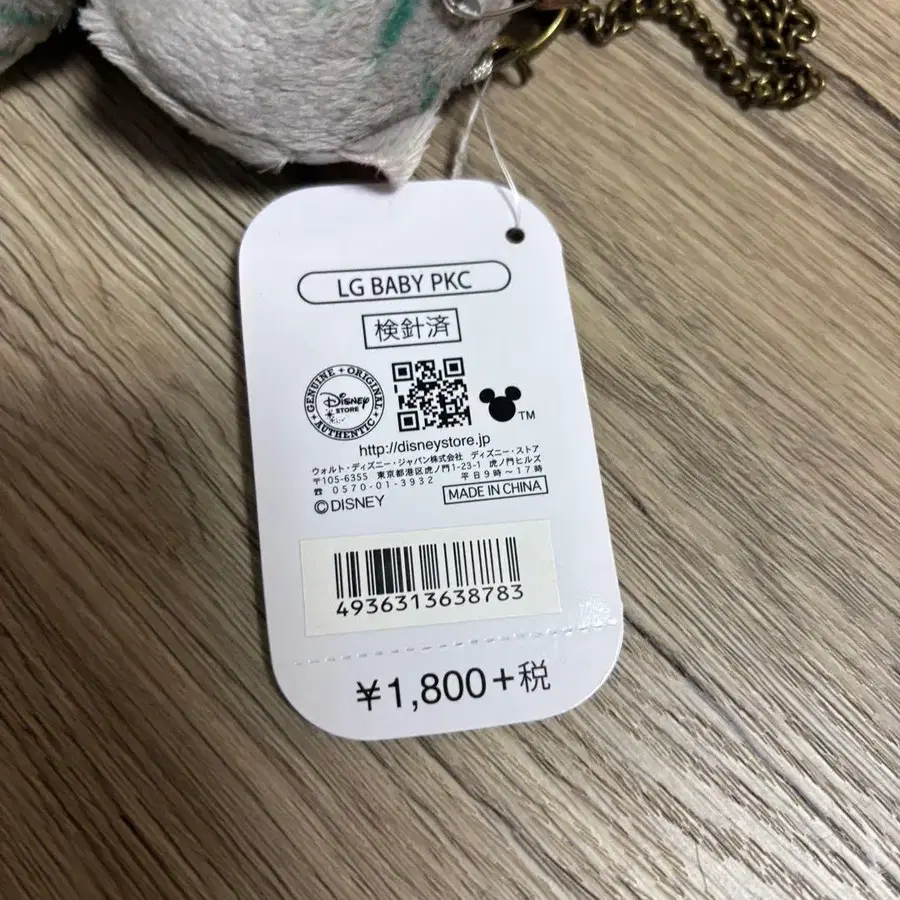 LG BABY PKC
検針済
GENUINE + ORIGINAL
DISNEY
STORE
AUTHENTIC
TM
http://disneystore.jp
ウォルト・ディズニー・ジャパン株式会社 ディズニー・ストア
〒105-6355 東京都港区虎ノ門1-23-1 虎ノ門ヒルズ
☎ 0570-01-3932 平日9時～17時
©DISNEY MADE IN CHINA
4936313638783
¥1,800+税